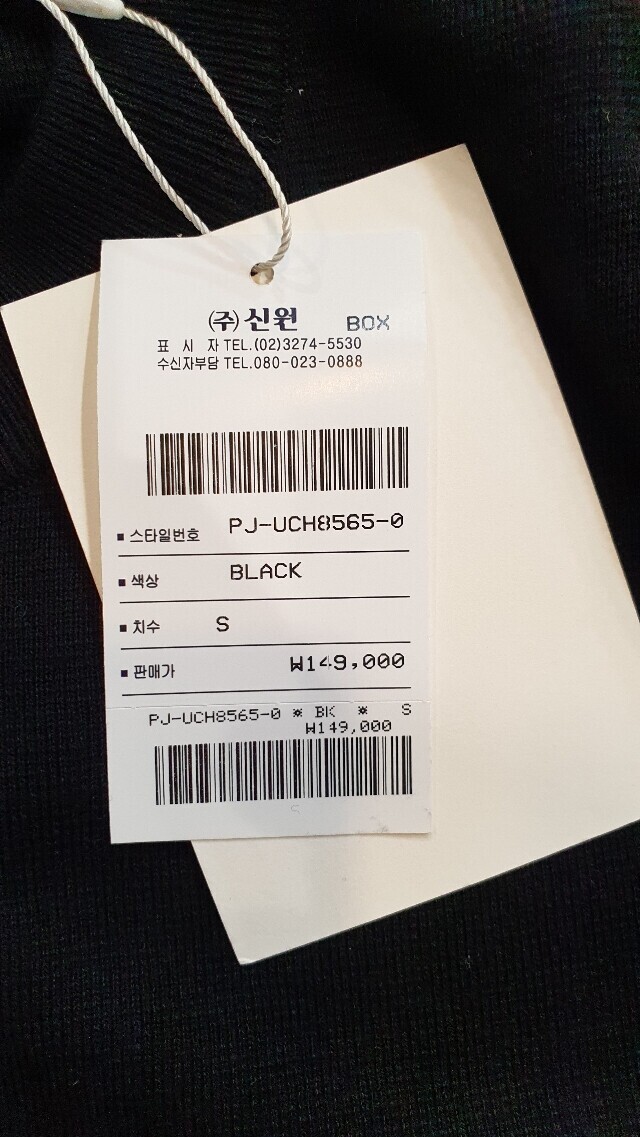 (주)신원 BOX
표 시 자 TEL.(02)3274-5530
수신자부담 TEL.080-023-0888
■ 스타일번호 PJ-UCH8565-0
■ 색상 BLACK
■ 치수 S
■ 판매가 ₩149,000
PJ-UCH8565-0 ※ BK ※ S
₩149,000
S